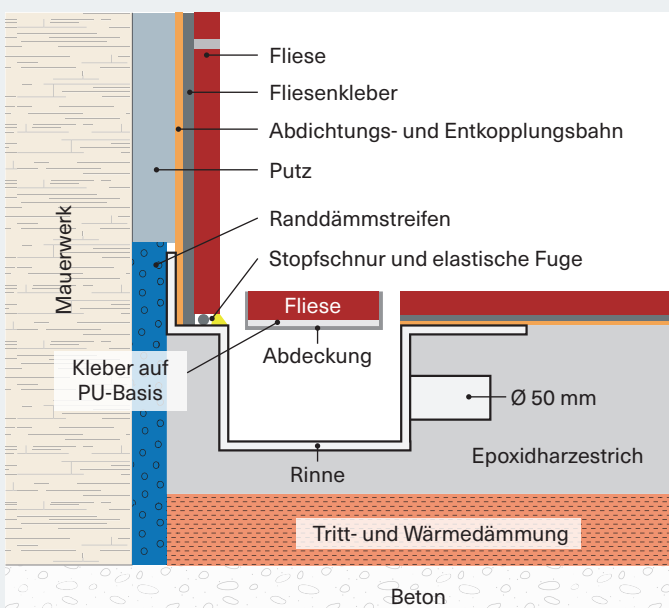 Fliese
Fliesenkleber
Abdichtungs- und Entkopplungsbahn
Putz
Randdämmstreifen
Stopfschnur und elastische Fuge
Mauerwerk
Fliese
Abdeckung
Kleber auf
PU-Basis
Ø 50 mm
Epoxidharzestrich
Rinne
Tritt- und Wärmedämmung
Beton